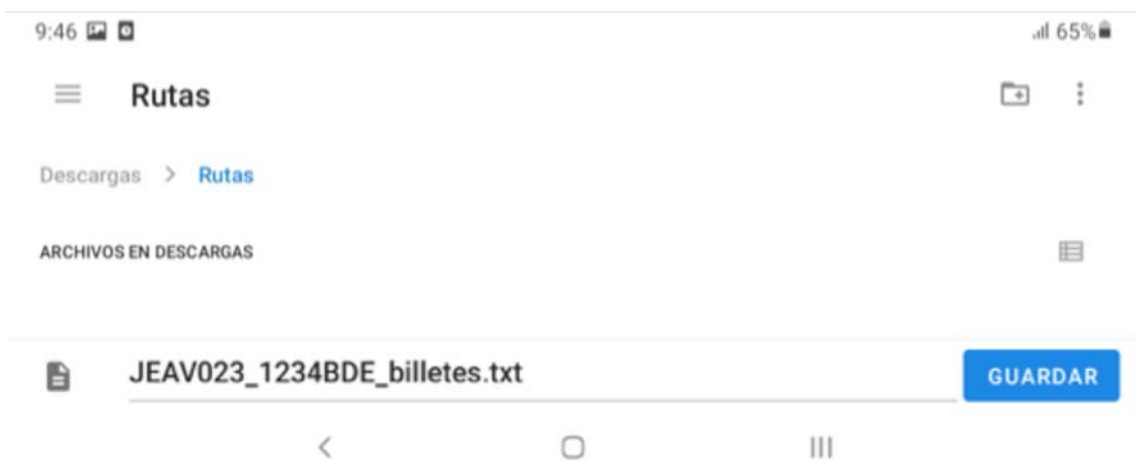 9:46 65%
Rutas
Descargas > Rutas
ARCHIVOS EN DESCARGAS
JEAV023_1234BDE_billetes.txt GUARDAR